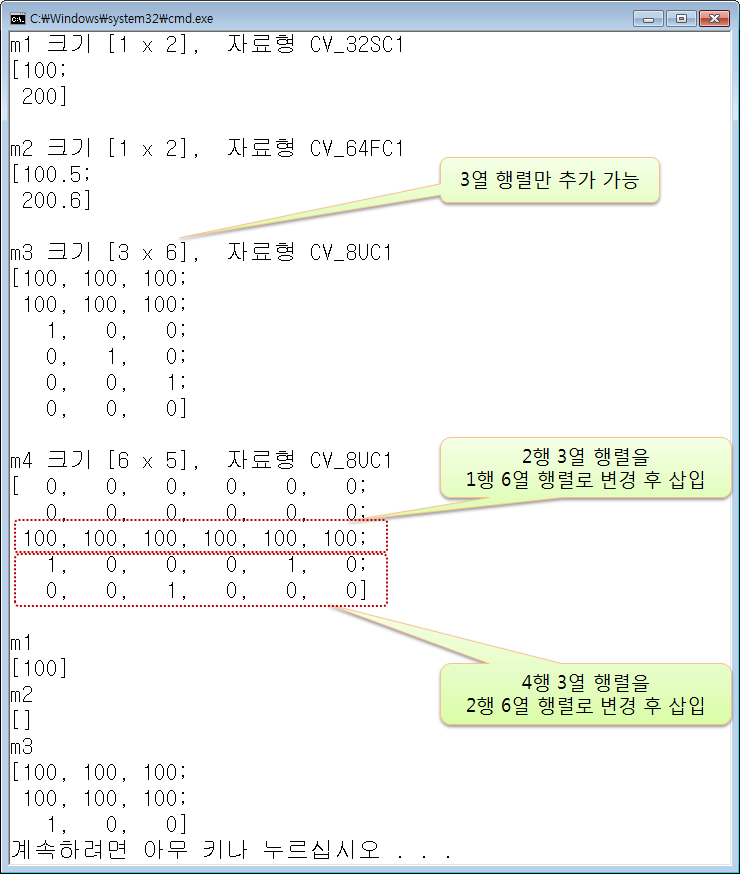 C:\Windows\system32\cmd.exe
m1 크기 [1 x 2],  자료형 CV_32SC1
[100;
 200]
m2 크기 [1 x 2],  자료형 CV_64FC1
[100.5;
 200.6]
3열 행렬만 추가 가능
m3 크기 [3 x 6],  자료형 CV_8UC1
[100, 100, 100;
 100, 100, 100;
   1,   0,   0;
   0,   1,   0;
   0,   0,   1;
   0,   0,   0]
m4 크기 [6 x 5],  자료형 CV_8UC1
[  0,   0,   0,   0,   0,   0;
   0,   0,   0,   0,   0,   0;
 100, 100, 100, 100, 100, 100;
   1,   0,   0,   0,   1,   0;
   0,   0,   1,   0,   0,   0]
2행 3열 행렬을
1행 6열 행렬로 변경 후 삽입
4행 3열 행렬을
2행 6열 행렬로 변경 후 삽입
m1
[100]
m2
[]
m3
[100, 100, 100;
 100, 100, 100;
   1,   0,   0]
계속하려면 아무 키나 누르십시오 . . .